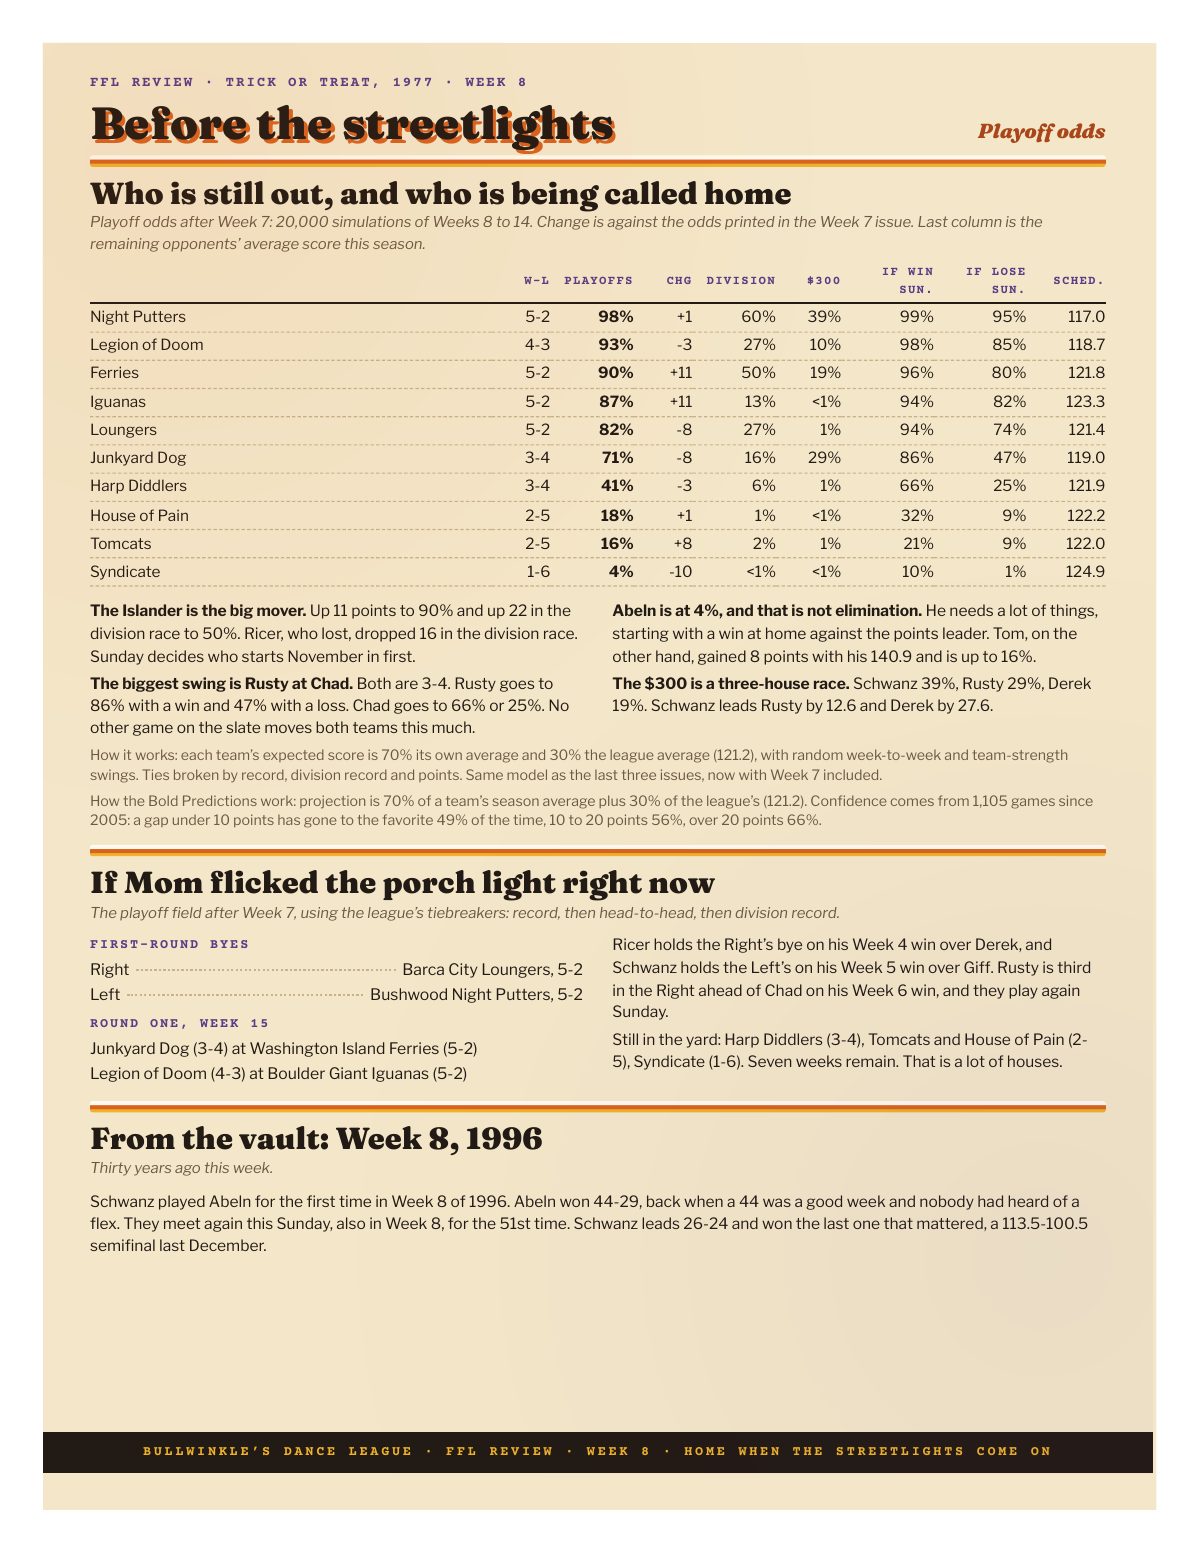 FFL REVIEW · TRICK OR TREAT, 1977 · WEEK 8
Before the streetlights
Playoff odds
Who is still out, and who is being called home
Playoff odds after Week 7: 20,000 simulations of Weeks 8 to 14. Change is against the odds printed in the Week 7 issue. Last column is the
remaining opponents’ average score this season.
W-L PLAYOFFS CHG DIVISION $300 IF WIN SUN. IF LOSE SUN. SCHED.
Night Putters 5-2 98% +1 60% 39% 99% 95% 117.0
Legion of Doom 4-3 93% -3 27% 10% 98% 85% 118.7
Ferries 5-2 90% +11 50% 19% 96% 80% 121.8
Iguanas 5-2 87% +11 13% <1% 94% 82% 123.3
Loungers 5-2 82% -8 27% 1% 94% 74% 121.4
Junkyard Dog 3-4 71% -8 16% 29% 86% 47% 119.0
Harp Diddlers 3-4 41% -3 6% 1% 66% 25% 121.9
House of Pain 2-5 18% +1 1% <1% 32% 9% 122.2
Tomcats 2-5 16% +8 2% 1% 21% 9% 122.0
Syndicate 1-6 4% -10 <1% <1% 10% 1% 124.9
The Islander is the big mover. Up 11 points to 90% and up 22 in the
division race to 50%. Ricer, who lost, dropped 16 in the division race.
Sunday decides who starts November in first.
The biggest swing is Rusty at Chad. Both are 3-4. Rusty goes to
86% with a win and 47% with a loss. Chad goes to 66% or 25%. No
other game on the slate moves both teams this much.
Abeln is at 4%, and that is not elimination. He needs a lot of things,
starting with a win at home against the points leader. Tom, on the
other hand, gained 8 points with his 140.9 and is up to 16%.
The $300 is a three-house race. Schwanz 39%, Rusty 29%, Derek
19%. Schwanz leads Rusty by 12.6 and Derek by 27.6.
How it works: each team’s expected score is 70% its own average and 30% the league average (121.2), with random week-to-week and team-strength
swings. Ties broken by record, division record and points. Same model as the last three issues, now with Week 7 included.
How the Bold Predictions work: projection is 70% of a team’s season average plus 30% of the league’s (121.2). Confidence comes from 1,105 games since
2005: a gap under 10 points has gone to the favorite 49% of the time, 10 to 20 points 56%, over 20 points 66%.
If Mom flicked the porch light right now
The playoff field after Week 7, using the league’s tiebreakers: record, then head-to-head, then division record.
FIRST-ROUND BYES
Right Barca City Loungers, 5-2
Left Bushwood Night Putters, 5-2
ROUND ONE, WEEK 15
Junkyard Dog (3-4) at Washington Island Ferries (5-2)
Legion of Doom (4-3) at Boulder Giant Iguanas (5-2)
Ricer holds the Right’s bye on his Week 4 win over Derek, and
Schwanz holds the Left’s on his Week 5 win over Giff. Rusty is third
in the Right ahead of Chad on his Week 6 win, and they play again
Sunday.
Still in the yard: Harp Diddlers (3-4), Tomcats and House of Pain (2-
5), Syndicate (1-6). Seven weeks remain. That is a lot of houses.
From the vault: Week 8, 1996
Thirty years ago this week.
Schwanz played Abeln for the first time in Week 8 of 1996. Abeln won 44-29, back when a 44 was a good week and nobody had heard of a
flex. They meet again this Sunday, also in Week 8, for the 51st time. Schwanz leads 26-24 and won the last one that mattered, a 113.5-100.5
semifinal last December.
BULLWINKLE’S DANCE LEAGUE · FFL REVIEW · WEEK 8 · HOME WHEN THE STREETLIGHTS COME ON